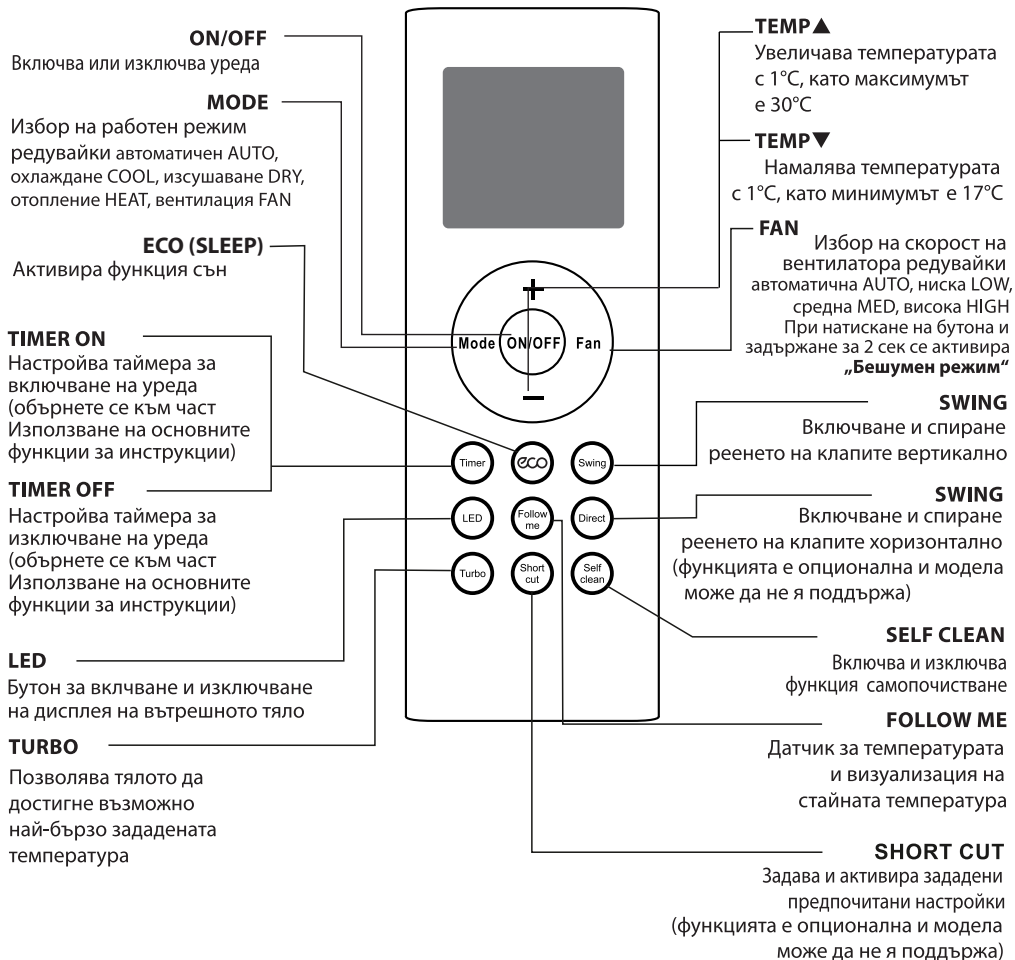 ON/OFF
Включва или изключва уреда
MODE
Избор на работен режим
редувайки автоматичен AUTO,
охлаждане COOL, изсушаване DRY,
отопление HEAT, вентилация FAN
ECO (SLEEP)
Активира функция сън
TIMER ON
Настройва таймера за
включване на уреда
(обърнете се към част
Използване на основните
функции за инструкции)
TIMER OFF
Настройва таймера за
изключване на уреда
(обърнете се към част
Използване на основните
функции за инструкции)
LED
Бутон за вклчване и изключване
на дисплея на вътрешното тяло
TURBO
Позволява тялото да
достигне възможно
най-бързо зададената
температура
+
Mode ON/OFF Fan
−
Timer eco Swing
LED Follow me Direct
Turbo Short cut Self clean
TEMP▲
Увеличава температурата
с 1°C, като максимумът
е 30°C
TEMP▼
Намалява температурата
с 1°C, като минимумът е 17°C
FAN
Избор на скорост на
вентилатора редувайки
автоматична AUTO, ниска LOW,
средна MED, висока HIGH
При натискане на бутона и
задържане за 2 сек се активира
„Бешумен режим“
SWING
Включване и спиране
реенето на клапите вертикално
SWING
Включване и спиране
реенето на клапите хоризонтално
(функцията е опционална и модела
може да не я поддържа)
SELF CLEAN
Включва и изключва
функция самопочистване
FOLLOW ME
Датчик за температурата
и визуализация на
стайната температура
SHORT CUT
Задава и активира зададени
предпочитани настройки
(функцията е опционална и модела
може да не я поддържа)